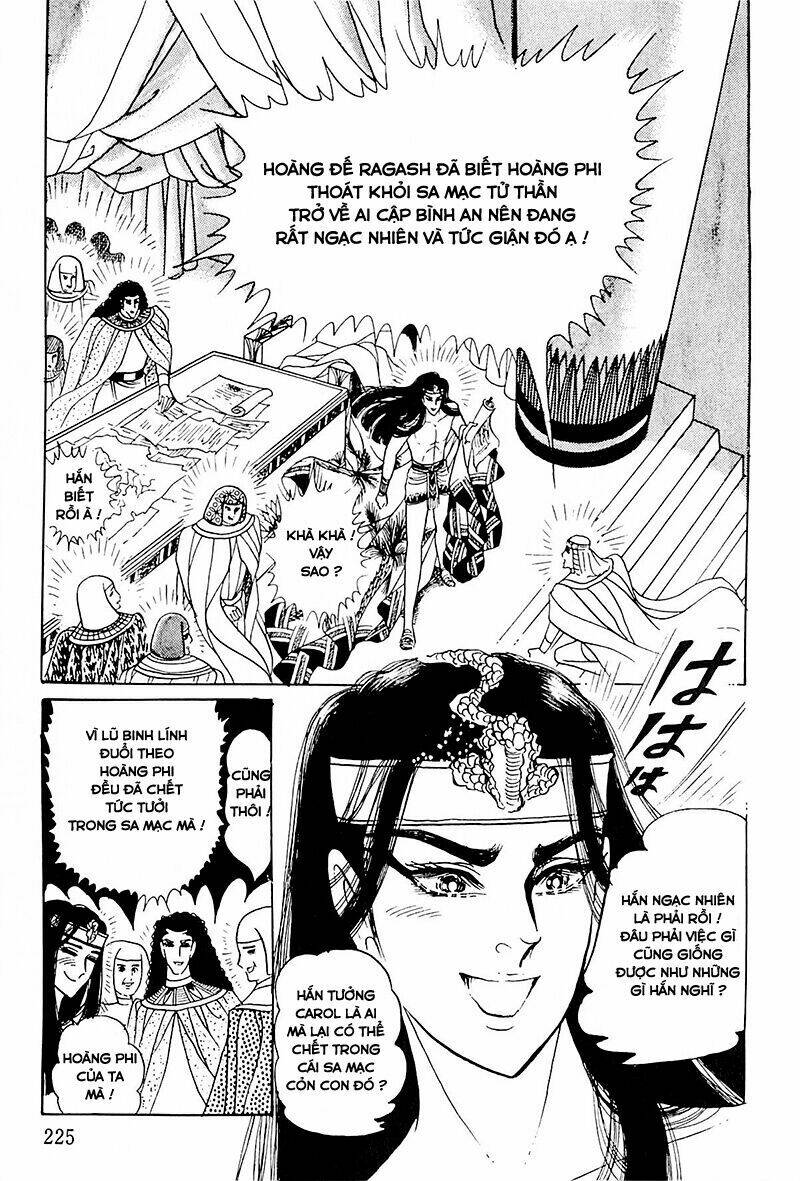 HOÀNG ĐẾ RAGASH ĐÃ BIẾT HOÀNG PHI
THOÁT KHỎI SA MẠC TỬ THẦN
TRỞ VỀ AI CẬP BÌNH AN NÊN ĐANG
RẤT NGẠC NHIÊN VÀ TỨC GIẬN ĐÓ Ạ !
HẮN
BIẾT
RỒI À !
KHÀ KHÀ !
VẬY
SAO ?
はははは
VÌ LŨ BINH LÍNH
ĐUỔI THEO
HOÀNG PHI
ĐỀU ĐÃ CHẾT
TỨC TƯỞI
TRONG SA MẠC MÀ !
CŨNG
PHẢI
THÔI !
HOÀNG PHI
CỦA TA
MÀ !
HẮN NGẠC NHIÊN
LÀ PHẢI RỒI !
ĐÂU PHẢI VIỆC GÌ
CŨNG GIỐNG
ĐƯỢC NHƯ NHỮNG
GÌ HẮN NGHĨ ?
HẮN TƯỞNG
CAROL LÀ AI
MÀ LẠI CÓ THỂ
CHẾT TRONG
CÁI SA MẠC
CỎN CON ĐÓ ?
225